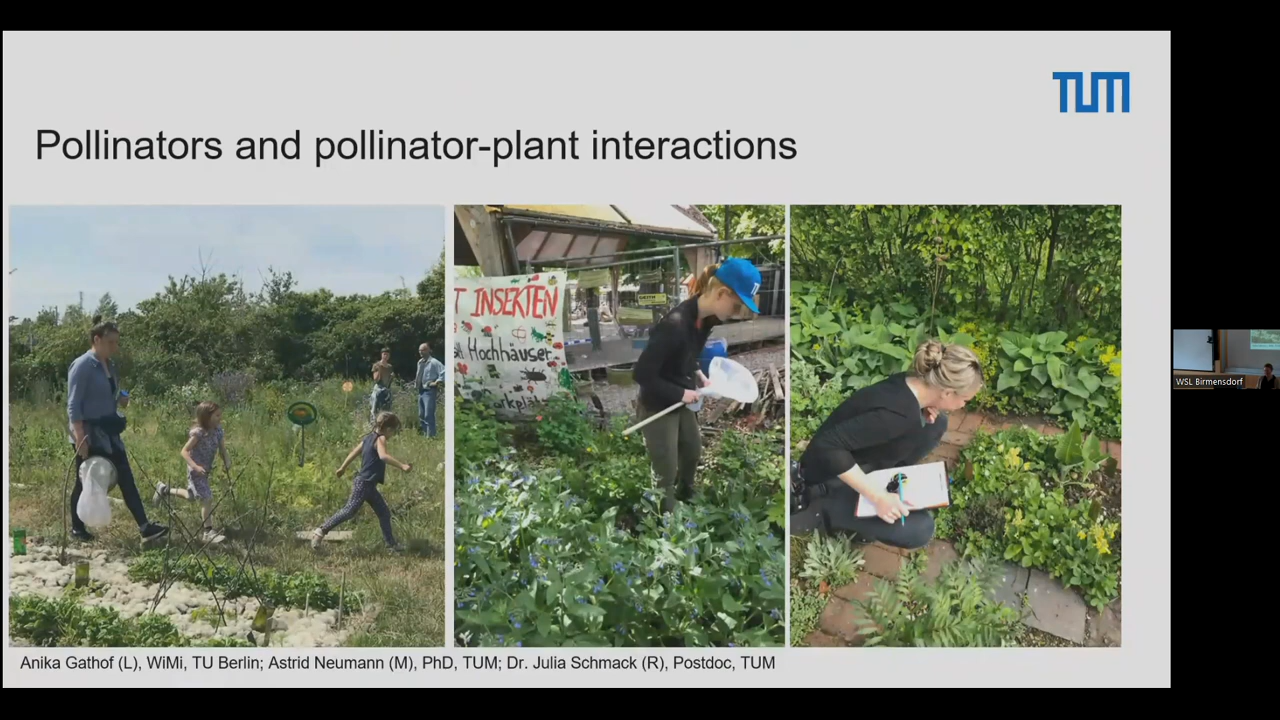 TUM
Pollinators and pollinator-plant interactions
T INSEKTEN
Hochhäuser
Anika Gathof (L), WiMi, TU Berlin; Astrid Neumann (M), PhD, TUM; Dr. Julia Schmack (R), Postdoc, TUM
WSL Birmensdorf